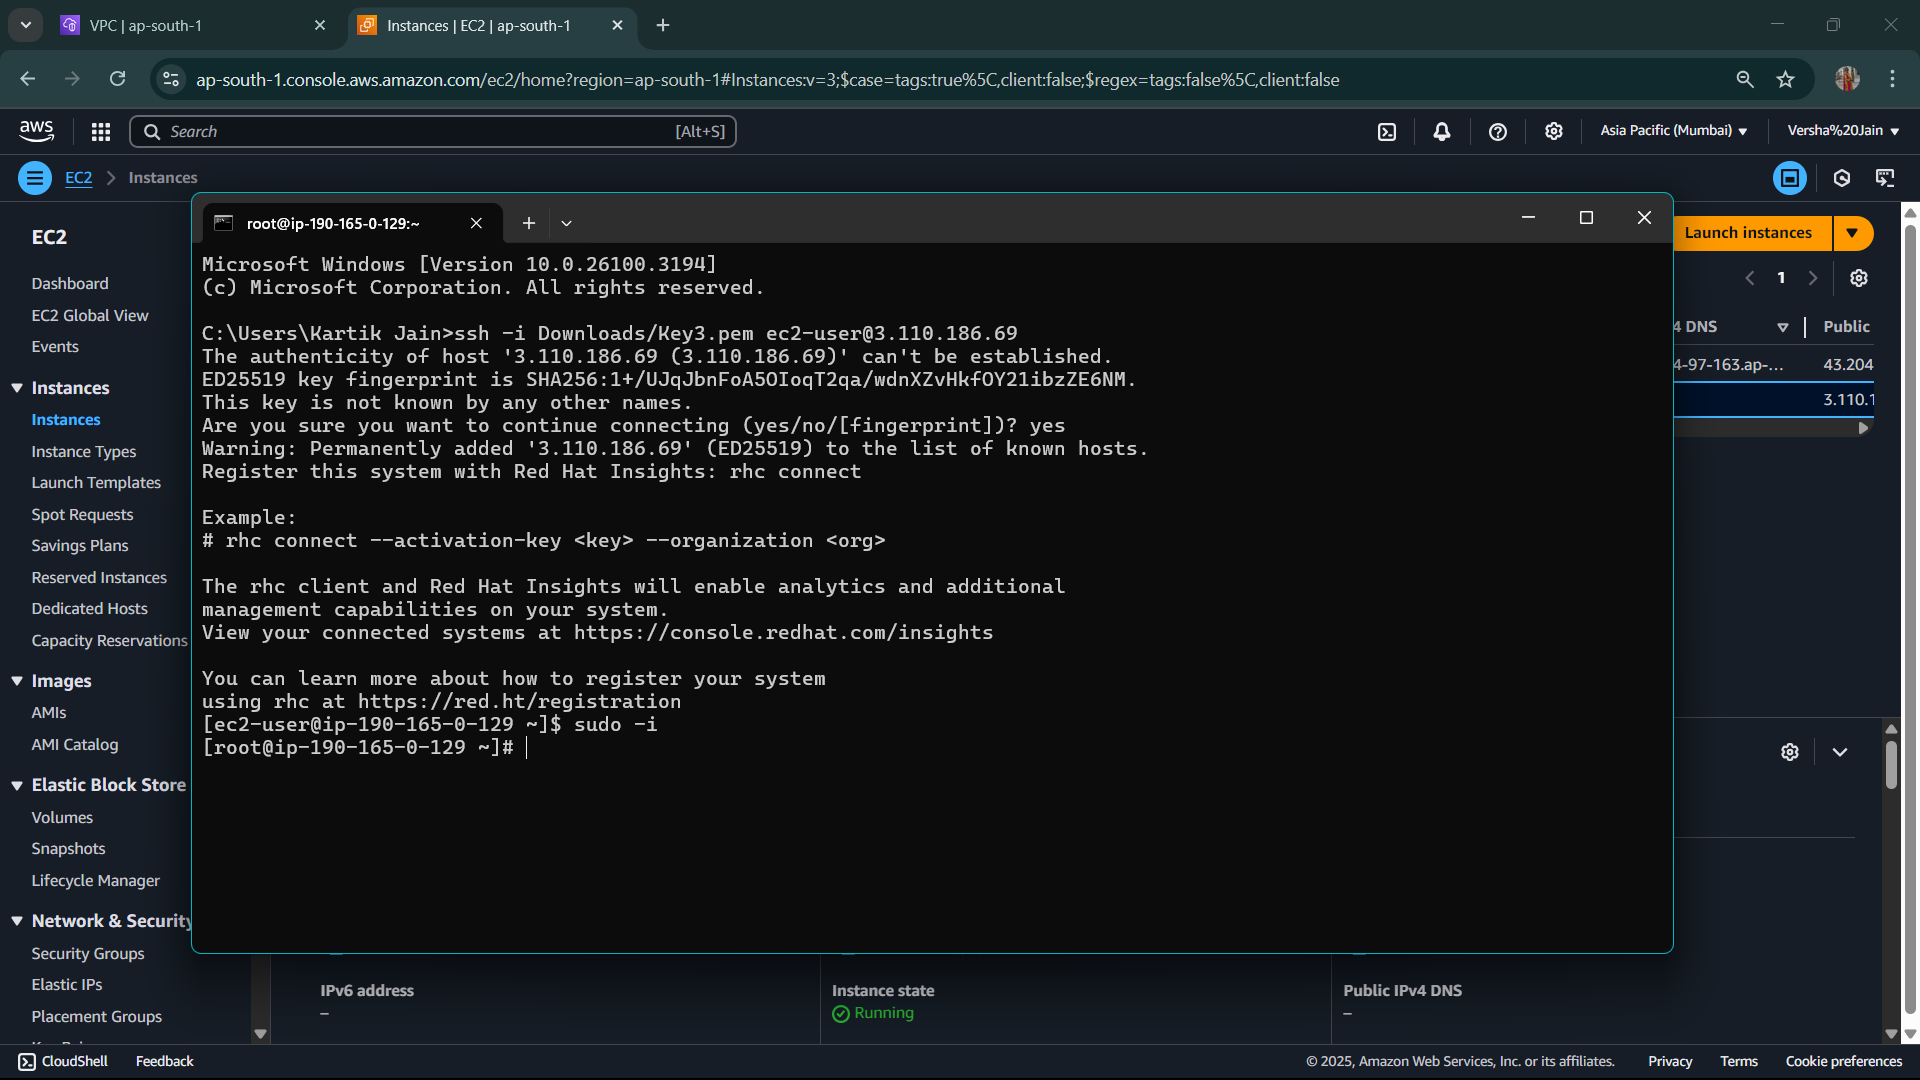 VPC | ap-south-1
Instances | EC2 | ap-south-1
ap-south-1.console.aws.amazon.com/ec2/home?region=ap-south-1#Instances:v=3;$case=tags:true%5C,client:false;$regex=tags:false%5C,client:false
aws
Search
[Alt+S]
Asia Pacific (Mumbai)
Versha%20Jain
EC2
Instances
EC2
Dashboard
EC2 Global View
Events
Instances
Instances
Instance Types
Launch Templates
Spot Requests
Savings Plans
Reserved Instances
Dedicated Hosts
Capacity Reservations
Images
AMIs
AMI Catalog
Elastic Block Store
Volumes
Snapshots
Lifecycle Manager
Network & Security
Security Groups
Elastic IPs
Placement Groups
root@ip-190-165-0-129:~
Microsoft Windows [Version 10.0.26100.3194]
(c) Microsoft Corporation. All rights reserved.
C:\Users\Kartik Jain>ssh -i Downloads/Key3.pem ec2-user@3.110.186.69
The authenticity of host '3.110.186.69 (3.110.186.69)' can't be established.
ED25519 key fingerprint is SHA256:1+/UJqJbnFoA5OIoqT2qa/wdnXZvHkfOY21ibzZE6NM.
This key is not known by any other names.
Are you sure you want to continue connecting (yes/no/[fingerprint])? yes
Warning: Permanently added '3.110.186.69' (ED25519) to the list of known hosts.
Register this system with Red Hat Insights: rhc connect
Example:
# rhc connect --activation-key <key> --organization <org>
The rhc client and Red Hat Insights will enable analytics and additional
management capabilities on your system.
View your connected systems at https://console.redhat.com/insights
You can learn more about how to register your system
using rhc at https://red.ht/registration
[ec2-user@ip-190-165-0-129 ~]$ sudo -i
[root@ip-190-165-0-129 ~]#
Launch instances
1
4 DNS
Public
4-97-163.ap-...
43.204
3.110.1
IPv6 address
–
Instance state
Running
Public IPv4 DNS
–
CloudShell
Feedback
© 2025, Amazon Web Services, Inc. or its affiliates.
Privacy
Terms
Cookie preferences